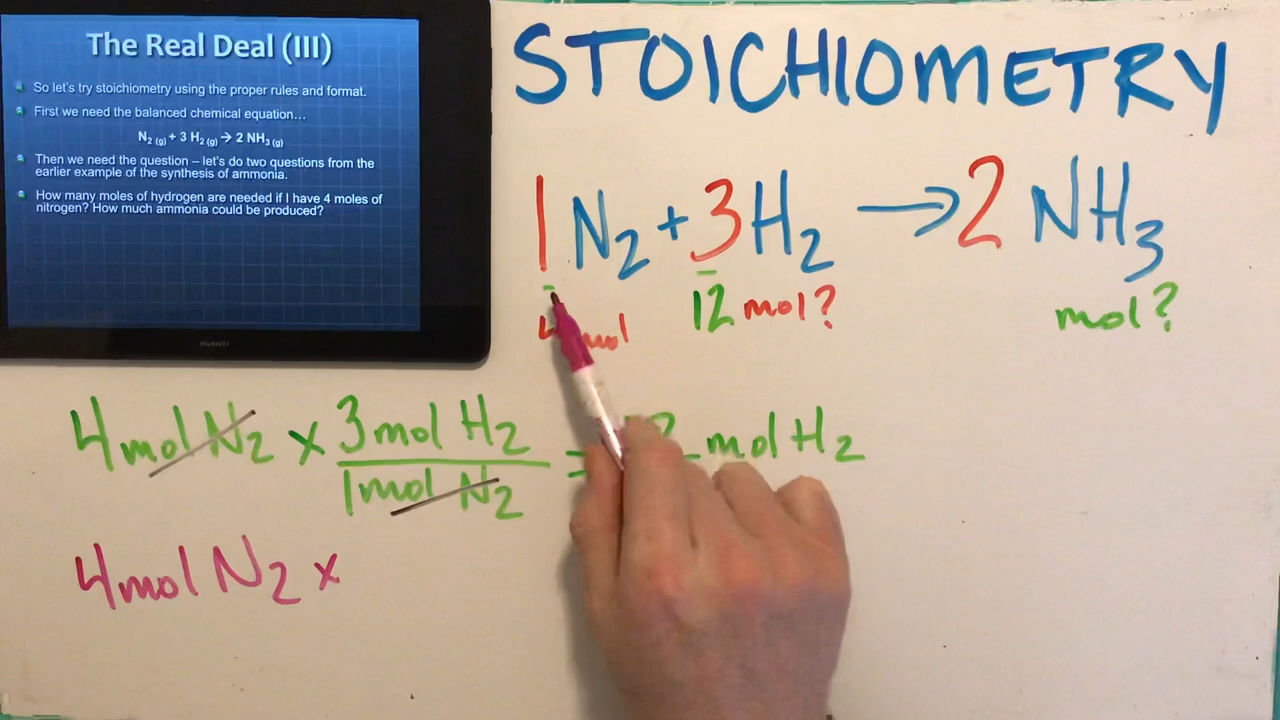 The Real Deal (III)
So let's try stoichiometry using the proper rules and format.
First we need the balanced chemical equation…
N2 (g) + 3 H2 (g) → 2 NH3 (g)
Then we need the question – let's do two questions from the
earlier example of the synthesis of ammonia.
How many moles of hydrogen are needed if I have 4 moles of
nitrogen? How much ammonia could be produced?
HUAWEI
STOICHIOMETRY
1 N2 + 3 H2 → 2 NH3
4 mol 12 mol? mol?
4 mol N2 x 3 mol H2 / 1 mol N2 = mol H2
4 mol N2 x